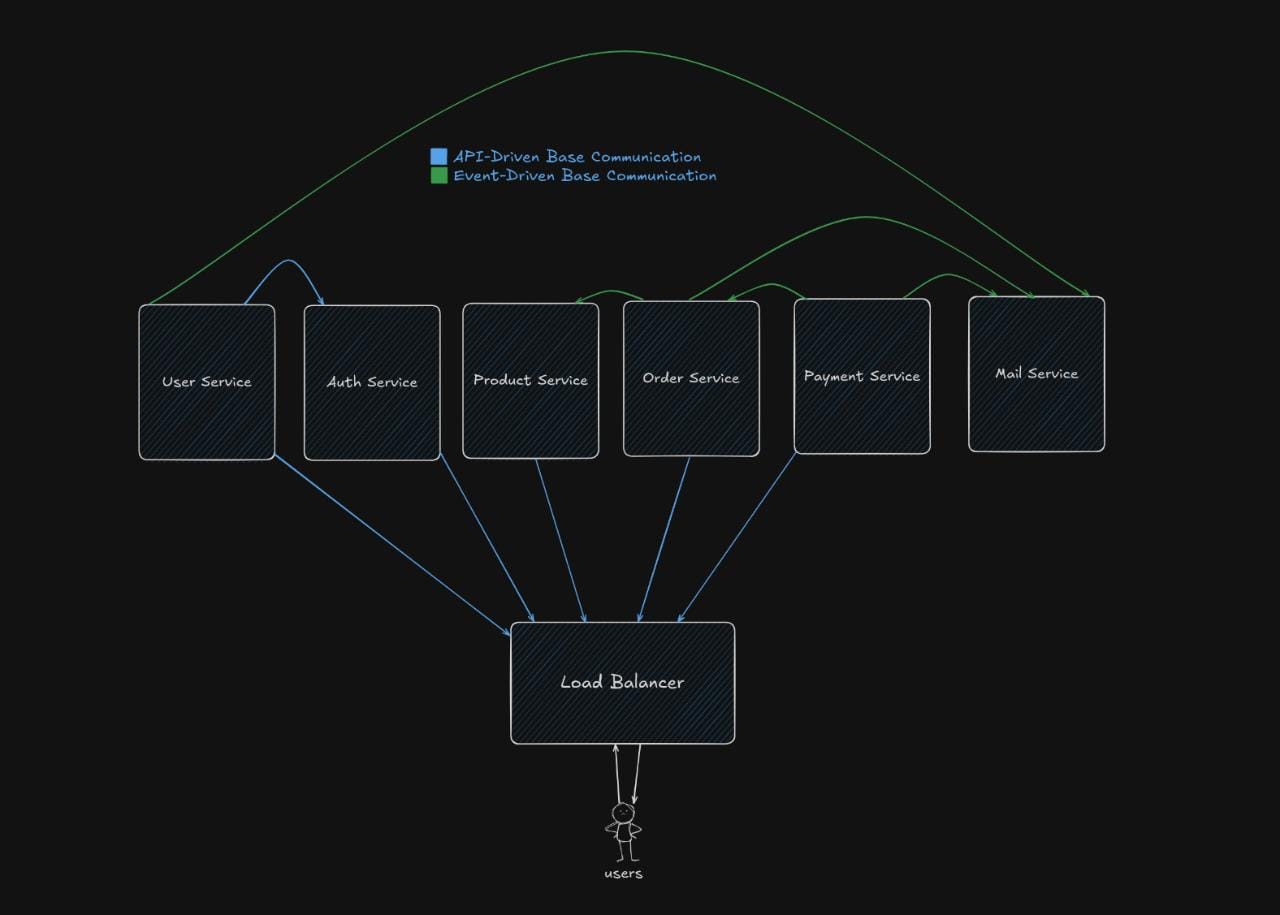 API-Driven Base Communication
Event-Driven Base Communication
User Service
Auth Service
Product Service
Order Service
Payment Service
Mail Service
Load Balancer
users